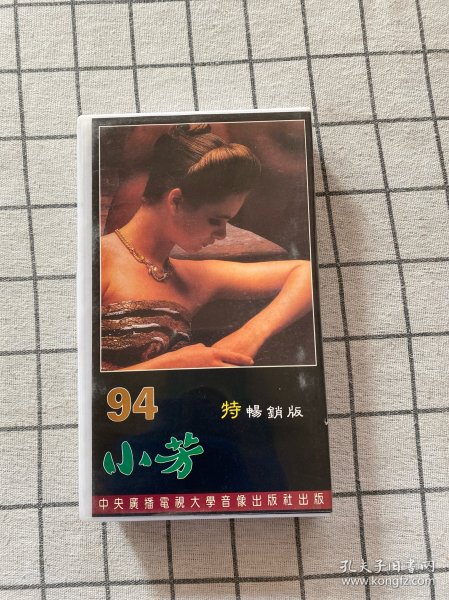 94
特暢銷版
小芳
中央廣播電視大學音像出版社出版
孔夫子旧书网
www.kongfz.com